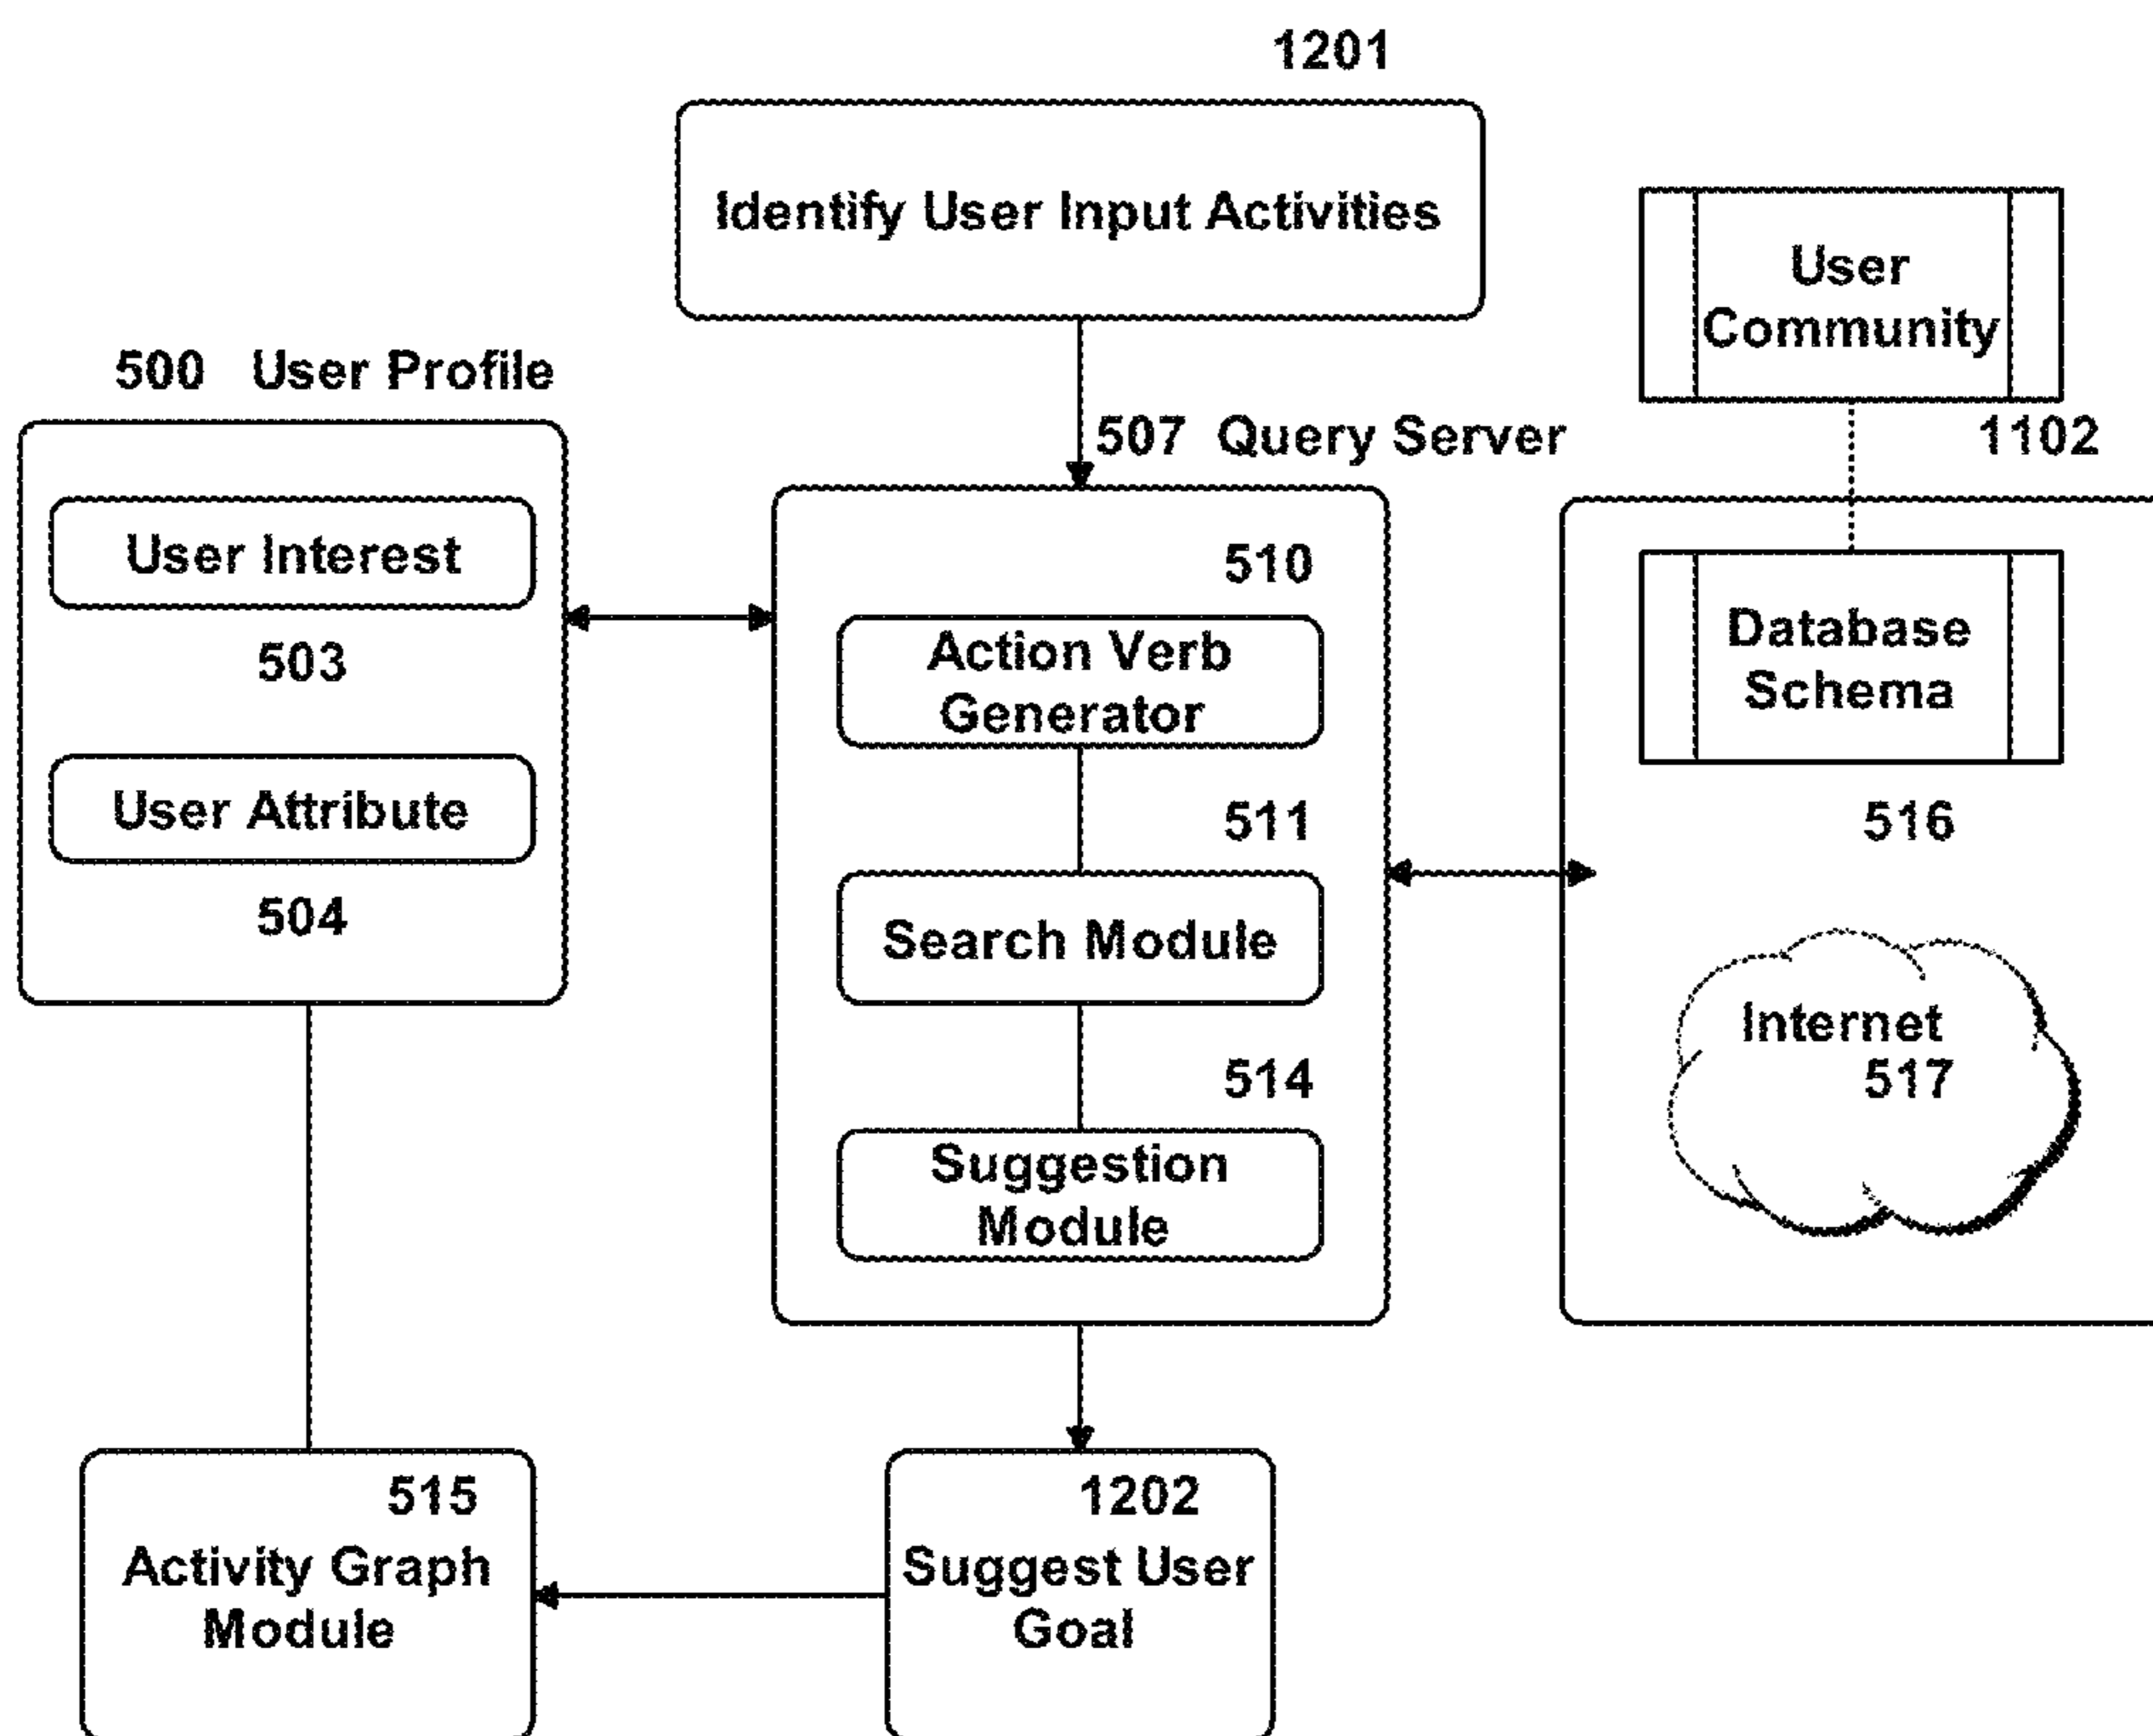 1201
Identify User Input Activities
User
Community
1102
500 User Profile
User Interest
503
User Attribute
504
507 Query Server
510
Action Verb
Generator
511
Search Module
514
Suggestion
Module
Database
Schema
516
Internet
517
515
Activity Graph
Module
1202
Suggest User
Goal